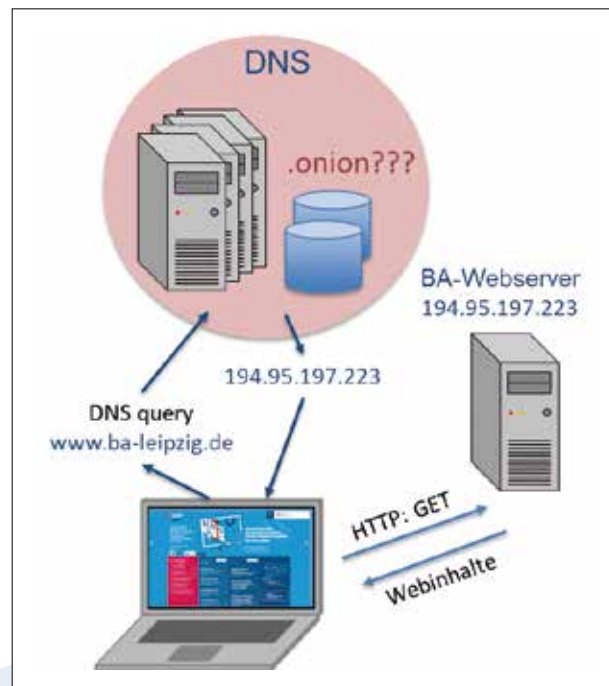 DNS
.onion???
BA-Webserver
194.95.197.223
194.95.197.223
DNS query
www.ba-leipzig.de
HTTP: GET
Webinhalte